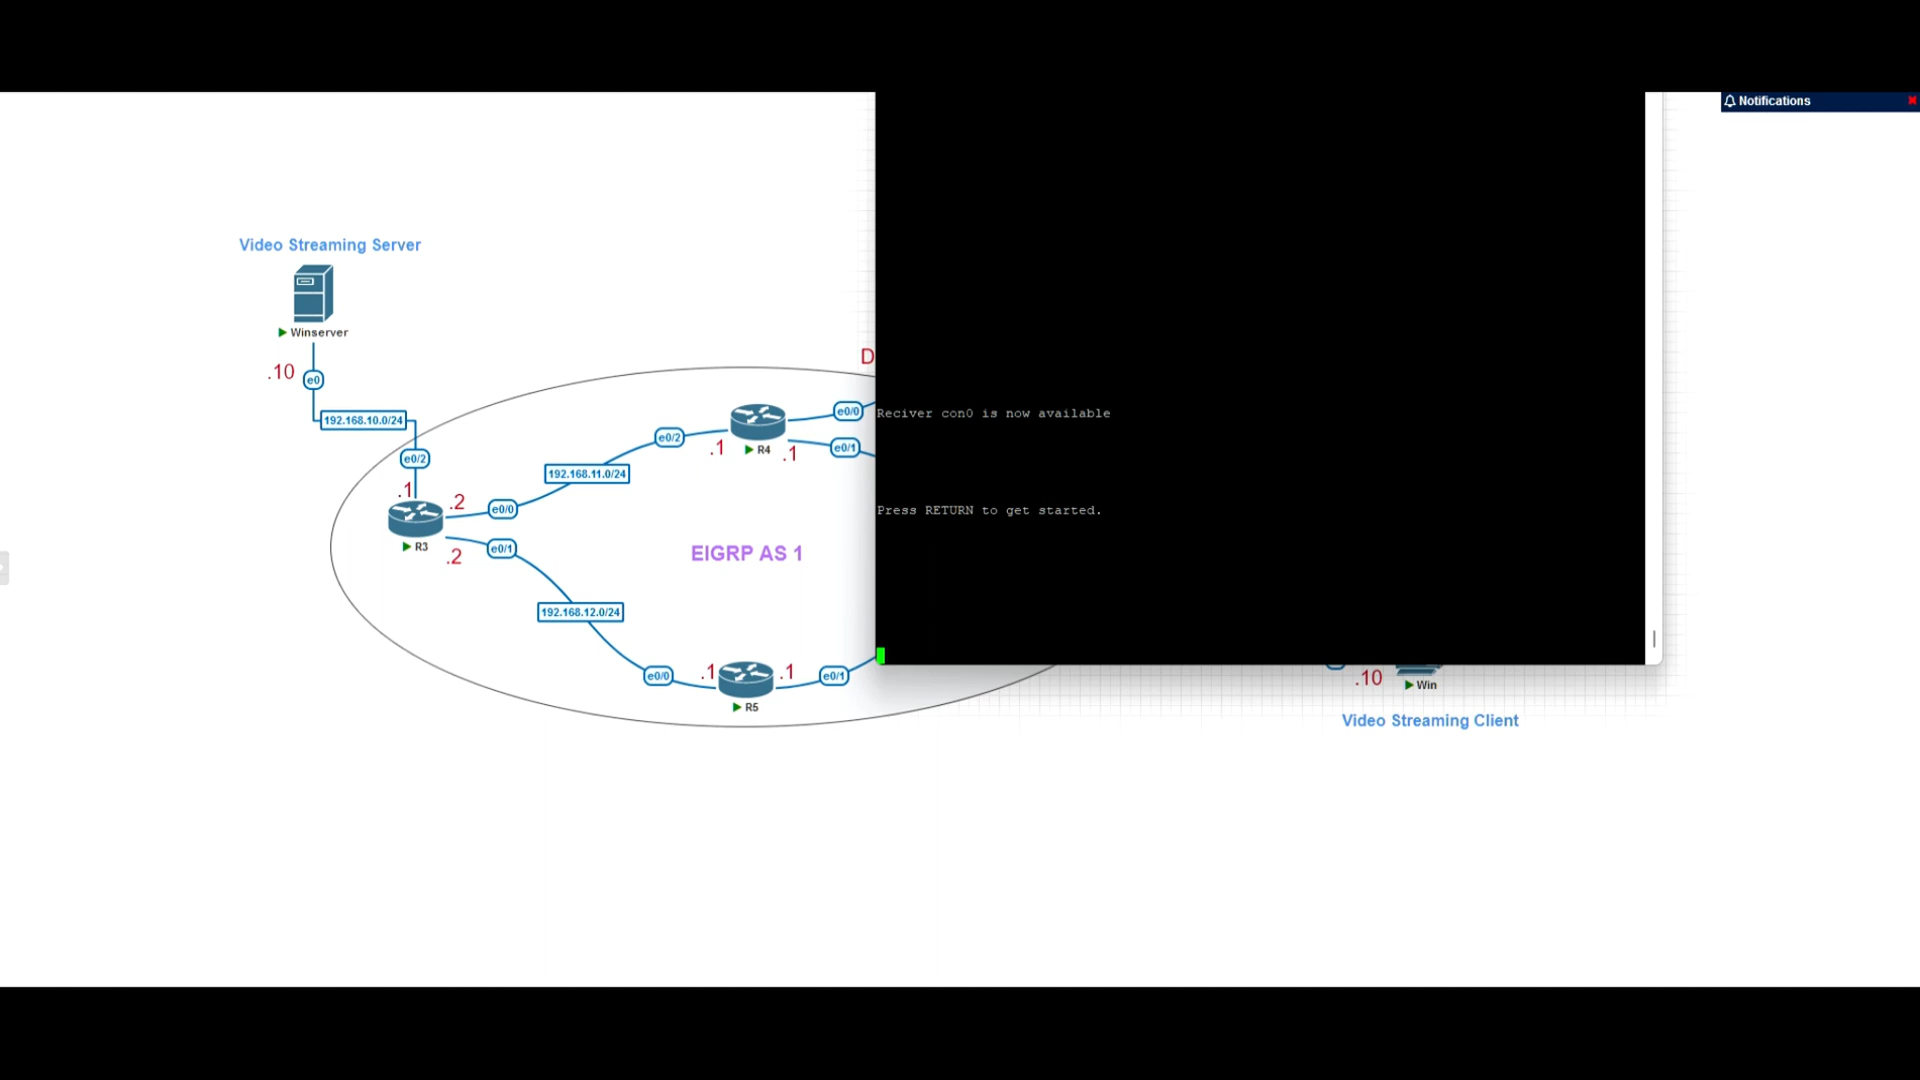 Notifications
Video Streaming Server
Winserver
.10
e0
192.168.10.0/24
e0/2
.1
.2
e0/0
R3
.2
e0/1
192.168.11.0/24
e0/2
.1
R4
.1
e0/0
e0/1
D
EIGRP AS 1
192.168.12.0/24
e0/0
.1
R5
.1
e0/1
Reciver con0 is now available
Press RETURN to get started.
.10
Win
Video Streaming Client